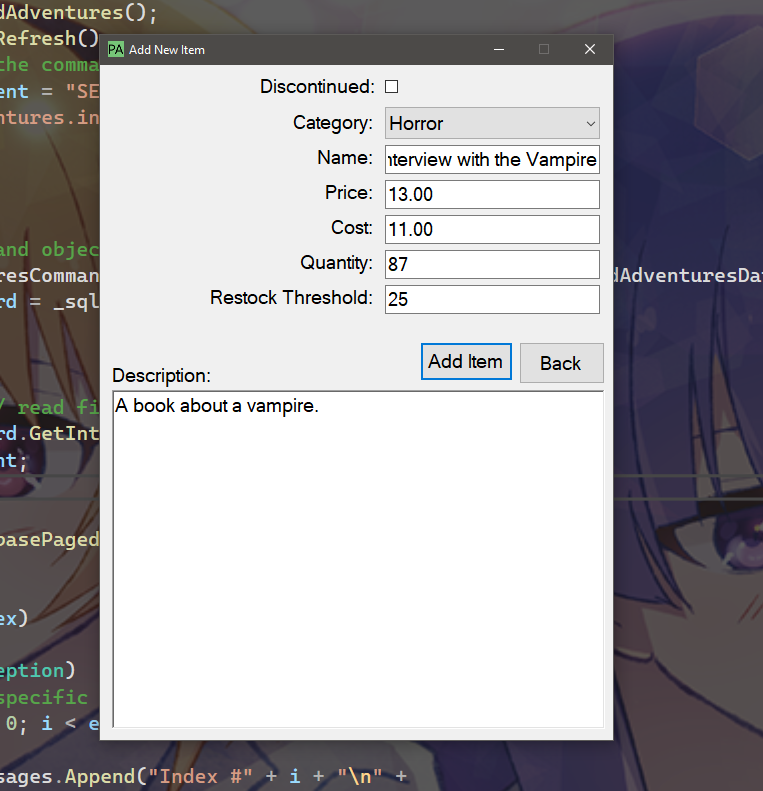 dAdventures();
Refresh()
PA Add New Item
the comma
Discontinued:
ent = "SE
ntures.in
Category: Horror
Name: nterview with the Vampire
Price: 13.00
Cost: 11.00
and objec
Quantity: 87
resComman
dAdventuresDa
rd = _sql
Restock Threshold: 25
Add Item Back
Description:
A book about a vampire.
/ read fi
rd.GetInt
nt;
basePaged
ex)
eption)
specific
0; i < e
sages.Append("Index #" + i + "\n" +